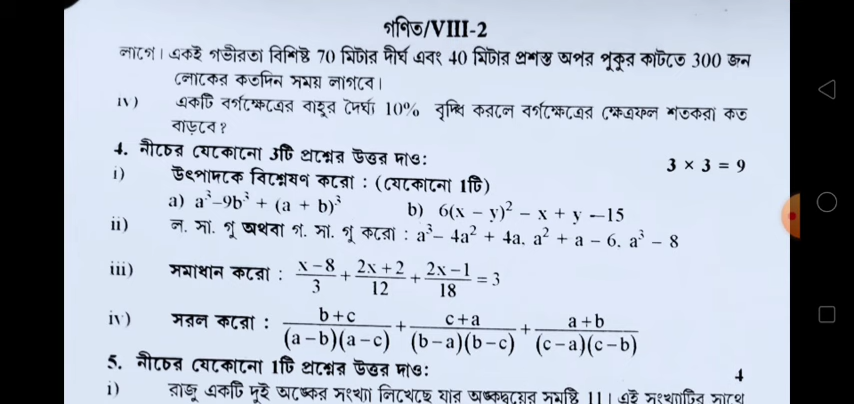 গণিত/VIII-2
লাগে। একই গভীরতা বিশিষ্ট 70 মিটার দীর্ঘ এবং 40 মিটার প্রশস্ত অপর পুকুর কাটতে 300 জন
লোকের কতদিন সময় লাগবে।
iv) একটি বর্গক্ষেত্রের বাহুর দৈর্ঘ্য 10% বৃদ্ধি করলে বর্গক্ষেত্রের ক্ষেত্রফল শতকরা কত
বাড়বে ?
4. নীচের যেকোনো 3টি প্রশ্নের উত্তর দাও: 3 × 3 = 9
i) উৎপাদকে বিশ্লেষণ করো : (যেকোনো 1টি)
a) a³–9b³ + (a + b)³ b) 6(x – y)² – x + y –15
ii) ল. সা. গু অথবা গ. সা. গু করো : a³– 4a² + 4a. a² + a – 6. a³ – 8
iii) সমাধান করো : (x–8)/3 + (2x+2)/12 + (2x–1)/18 = 3
iv) সরল করো : (b+c)/((a–b)(a–c)) + (c+a)/((b–a)(b–c)) + (a+b)/((c–a)(c–b))
5. নীচের যেকোনো 1টি প্রশ্নের উত্তর দাও: 4
i) রাজু একটি দুই অঙ্কের সংখ্যা লিখেছে যার অঙ্কদ্বয়ের সমষ্টি 11। এই সংখ্যাটির সাথে